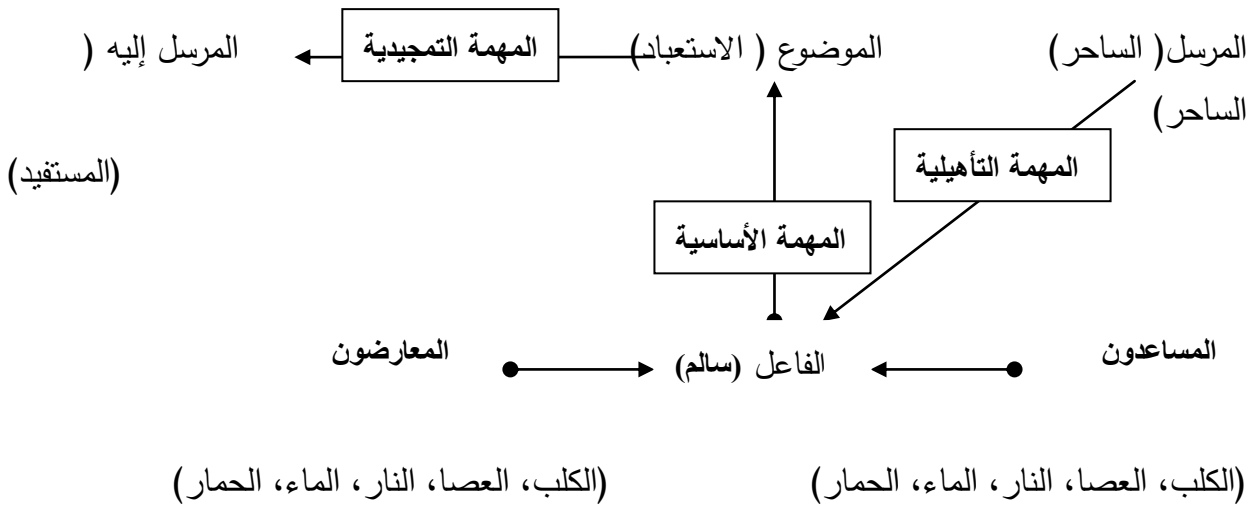 المرسل( الساحر) الموضوع ( الاستعباد) المهمة التمجيدية المرسل إليه (
الساحر)
المهمة التأهيلية (المستفيد)
المهمة الأساسية
المساعدون الفاعل (سالم) المعارضون
(الكلب، العصا، النار، الماء، الحمار) (الكلب، العصا، النار، الماء، الحمار)